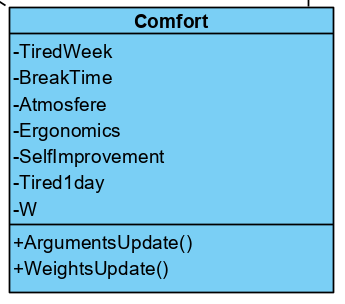 Comfort
-TiredWeek
-BreakTime
-Atmosfere
-Ergonomics
-SelfImprovement
-Tired1day
-W
+ArgumentsUpdate()
+WeightsUpdate()